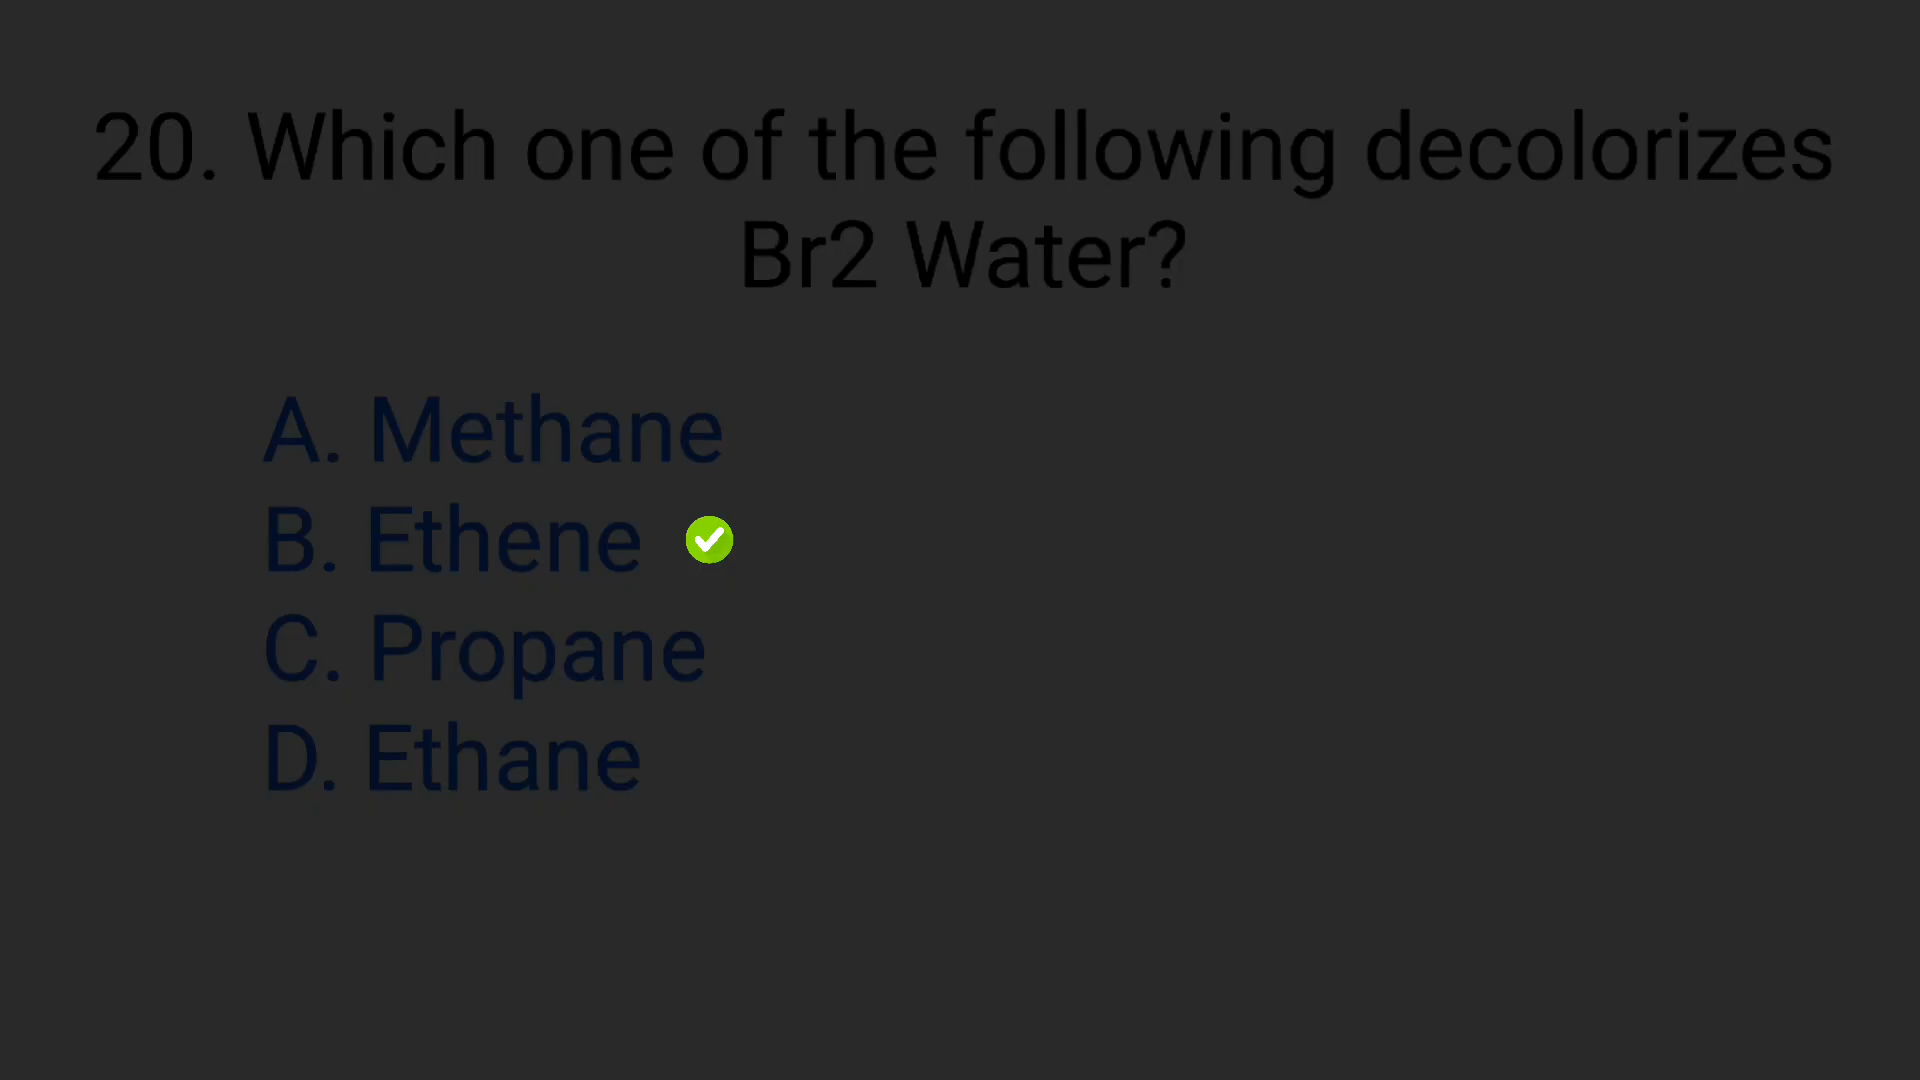 20. Which one of the following decolorizes
Br2 Water?
A. Methane
B. Ethene
C. Propane
D. Ethane